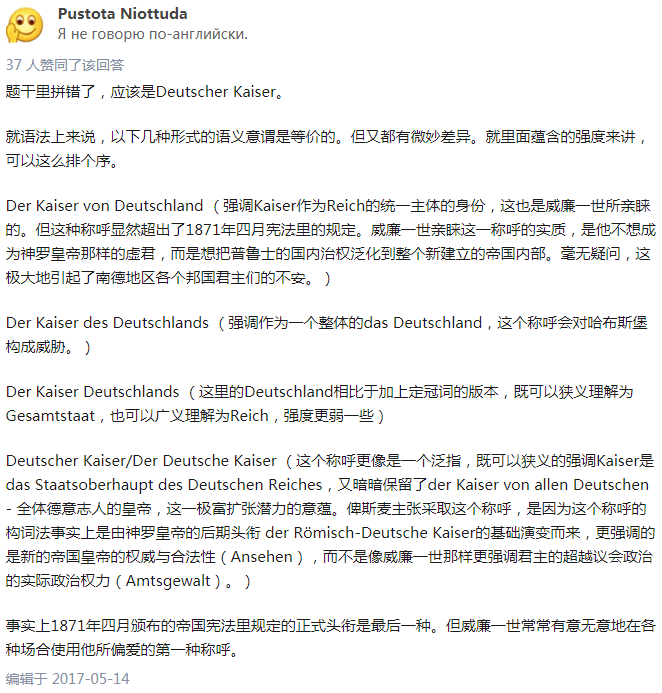 Pustota Niottuda
Я не говорю по-английски.
37 人赞同了该回答
题干里拼错了，应该是Deutscher Kaiser。
就语法上来说，以下几种形式的语义意谓是等价的。但又都有微妙差异。就里面蕴含的强度来讲，
可以这么排个序。
Der Kaiser von Deutschland （强调Kaiser作为Reich的统一主体的身份，这也是威廉一世所亲睐
的。但这种称呼显然超出了1871年四月宪法里的规定。威廉一世亲睐这一称呼的实质，是他不想成
为神罗皇帝那样的虚君，而是想把普鲁士的国内治权泛化到整个新建立的帝国内部。毫无疑问，这
极大地引起了南德地区各个邦国君主们的不安。）
Der Kaiser des Deutschlands （强调作为一个整体的das Deutschland，这个称呼会对哈布斯堡
构成威胁。）
Der Kaiser Deutschlands （这里的Deutschland相比于加上定冠词的版本，既可以狭义理解为
Gesamtstaat，也可以广义理解为Reich，强度更弱一些）
Deutscher Kaiser/Der Deutsche Kaiser （这个称呼更像是一个泛指，既可以狭义的强调Kaiser是
das Staatsoberhaupt des Deutschen Reiches，又暗暗保留了der Kaiser von allen Deutschen
- 全体德意志人的皇帝，这一极富扩张潜力的意蕴。俾斯麦主张采取这个称呼，是因为这个称呼的
构词法事实上是由神罗皇帝的后期头衔 der Römisch-Deutsche Kaiser的基础演变而来，更强调的
是新的帝国皇帝的权威与合法性（Ansehen），而不是像威廉一世那样更强调君主的超越议会政治
的实际政治权力（Amtsgewalt）。）
事实上1871年四月颁布的帝国宪法里规定的正式头衔是最后一种。但威廉一世常常有意无意地在各
种场合使用他所偏爱的第一种称呼。
编辑于 2017-05-14